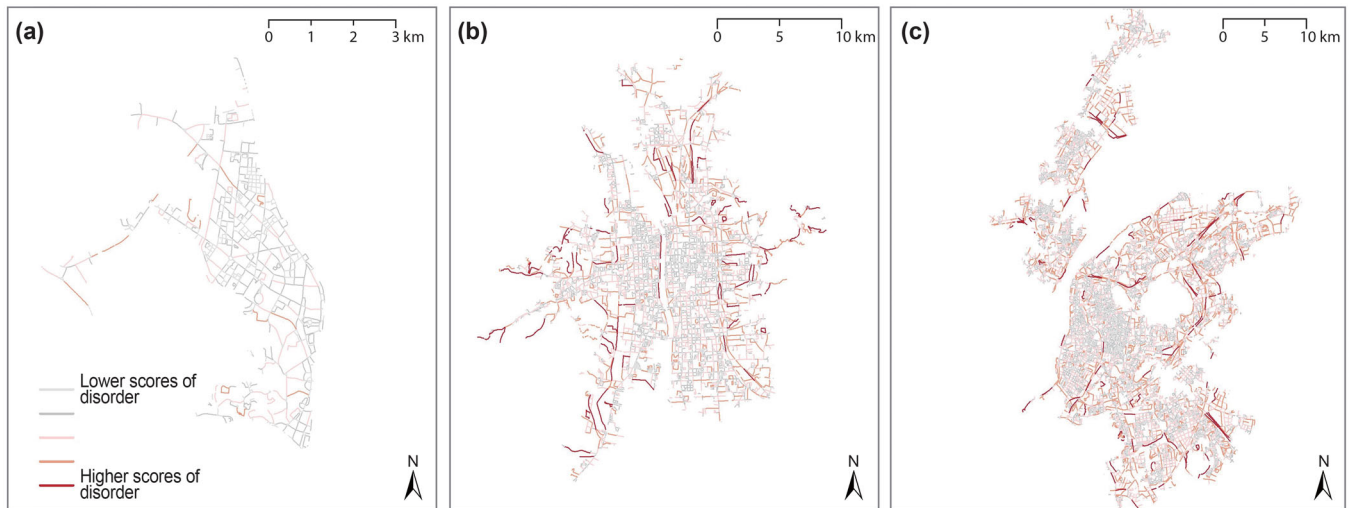 (a)
0 1 2 3 km
(b)
0 5 10 km
(c)
0 5 10 km
Lower scores of
disorder
Higher scores of
disorder
N
N
N